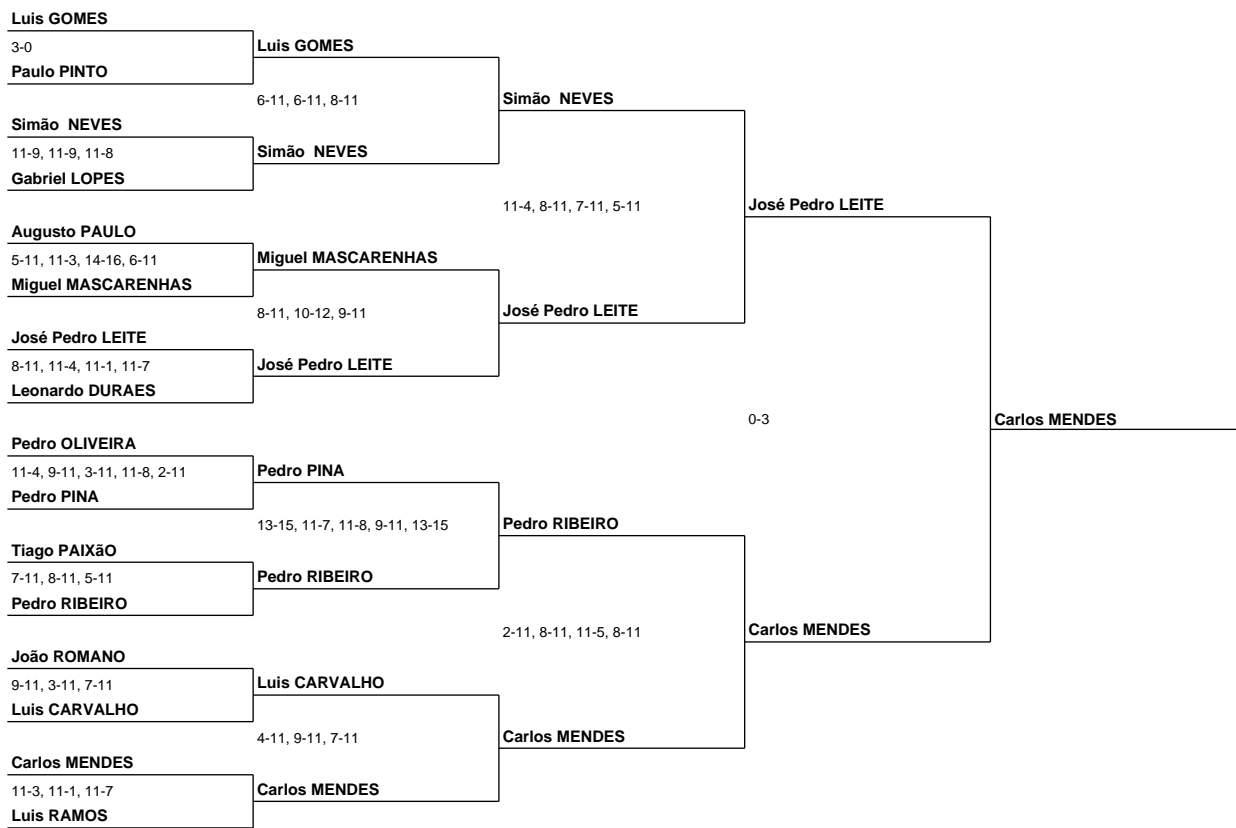 Luis GOMES
3-0
Luis GOMES
Paulo PINTO
6-11, 6-11, 8-11
Simão  NEVES
Simão  NEVES
11-9, 11-9, 11-8
Simão  NEVES
Gabriel LOPES
11-4, 8-11, 7-11, 5-11
José Pedro LEITE
Augusto PAULO
5-11, 11-3, 14-16, 6-11
Miguel MASCARENHAS
Miguel MASCARENHAS
8-11, 10-12, 9-11
José Pedro LEITE
José Pedro LEITE
8-11, 11-4, 11-1, 11-7
José Pedro LEITE
Leonardo DURAES
0-3
Carlos MENDES
Pedro OLIVEIRA
11-4, 9-11, 3-11, 11-8, 2-11
Pedro PINA
Pedro PINA
13-15, 11-7, 11-8, 9-11, 13-15
Pedro RIBEIRO
Tiago PAIXãO
7-11, 8-11, 5-11
Pedro RIBEIRO
Pedro RIBEIRO
2-11, 8-11, 11-5, 8-11
Carlos MENDES
João ROMANO
9-11, 3-11, 7-11
Luis CARVALHO
Luis CARVALHO
4-11, 9-11, 7-11
Carlos MENDES
Carlos MENDES
11-3, 11-1, 11-7
Carlos MENDES
Luis RAMOS